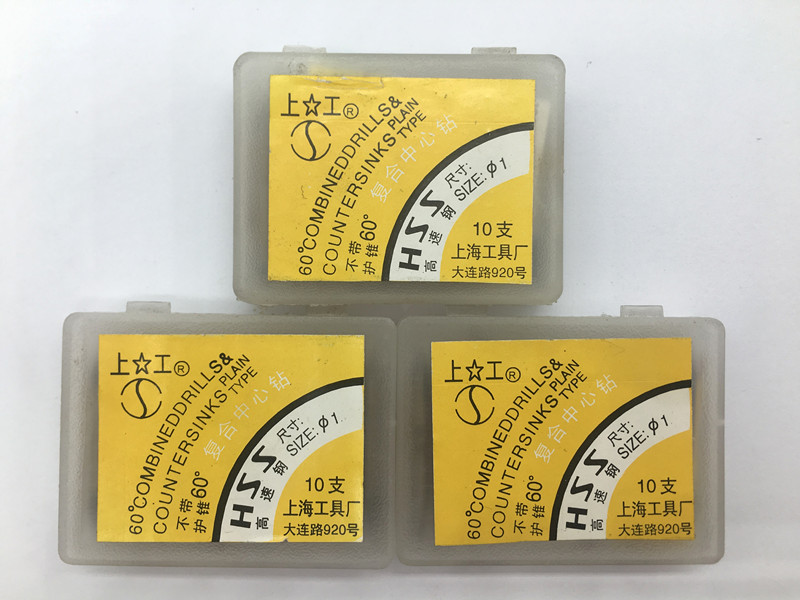 上☆工®
60°COMBINEDDRILLS&
COUNTERSINKS PLAIN
TYPE
复合中心钻
不带
护锥60°
HSS
高速钢
尺寸:
SIZE: φ1
10支
上海工具厂
大连路920号
上☆工®
60°COMBINEDDRILLS&
COUNTERSINKS PLAIN
TYPE
复合中心钻
不带
护锥60°
HSS
高速钢
尺寸:
SIZE: φ1
10支
上海工具厂
大连路920号
上☆工®
60°COMBINEDDRILLS&
COUNTERSINKS PLAIN
TYPE
复合中心钻
不带
护锥60°
HSS
高速钢
尺寸:
SIZE: φ1
10支
上海工具厂
大连路920号